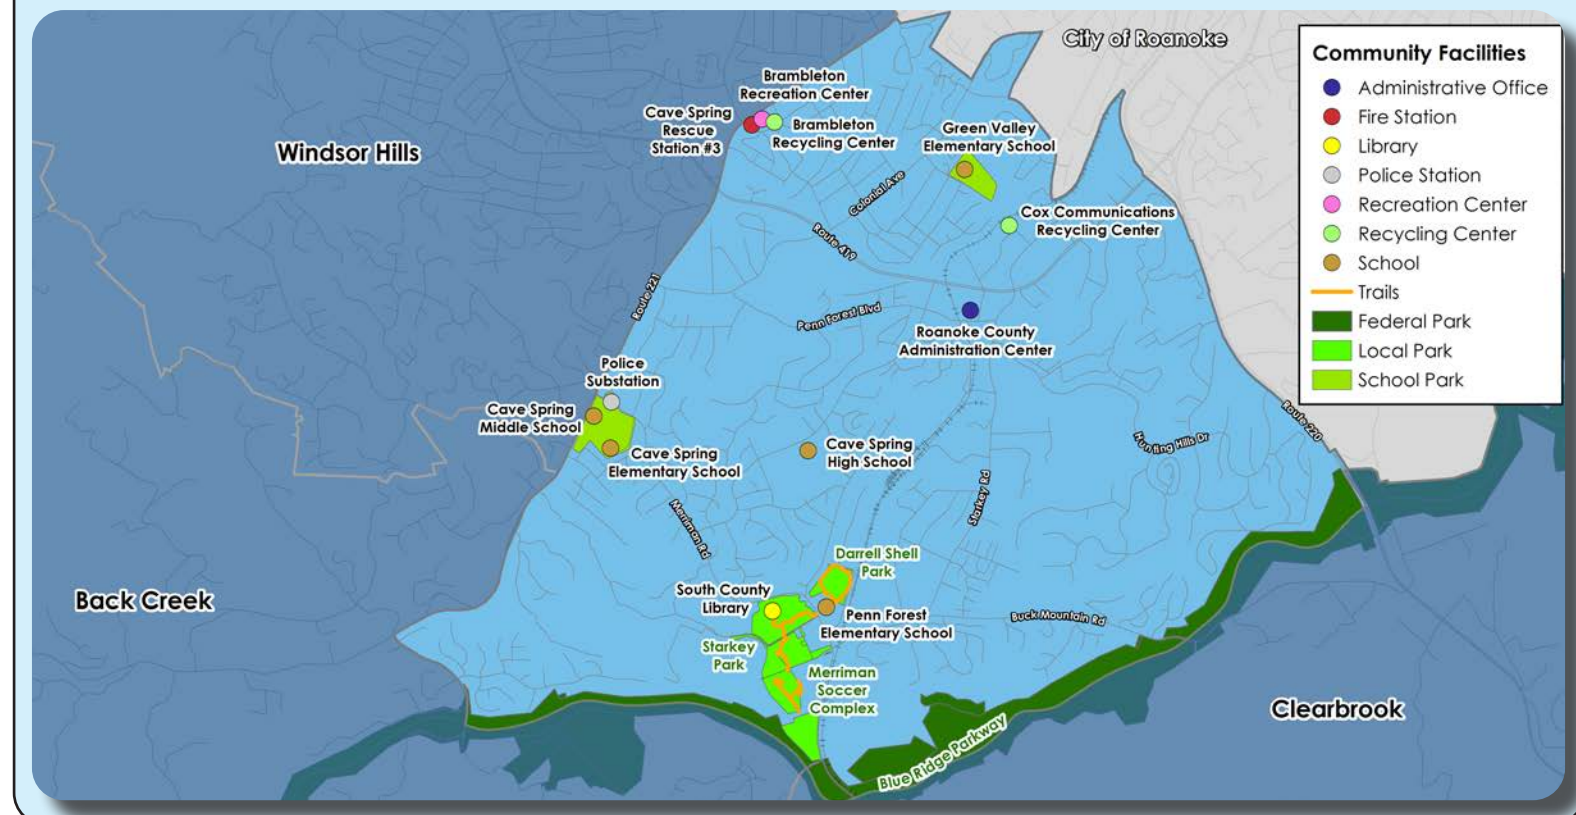 City of Roanoke
Community Facilities
Administrative Office
Fire Station
Library
Police Station
Recreation Center
Recycling Center
School
Trails
Federal Park
Local Park
School Park
Brambleton
Recreation Center
Cave Spring
Rescue
Station #3
Brambleton
Recycling Center
Green Valley
Elementary School
Windsor Hills
Colonial Ave
Cox Communications
Recycling Center
Route 419
Route 221
Penn Forest Blvd
Roanoke County
Administration Center
Police
Substation
Cave Spring
Middle School
Cave Spring
Elementary School
Cave Spring
High School
Route 220
Hunting Hills Dr
Starkey Rd
Merriman Rd
Darrell Shell
Park
South County
Library
Penn Forest
Elementary School
Buck Mountain Rd
Back Creek
Starkey
Park
Merriman
Soccer
Complex
Clearbrook
Blue Ridge Parkway